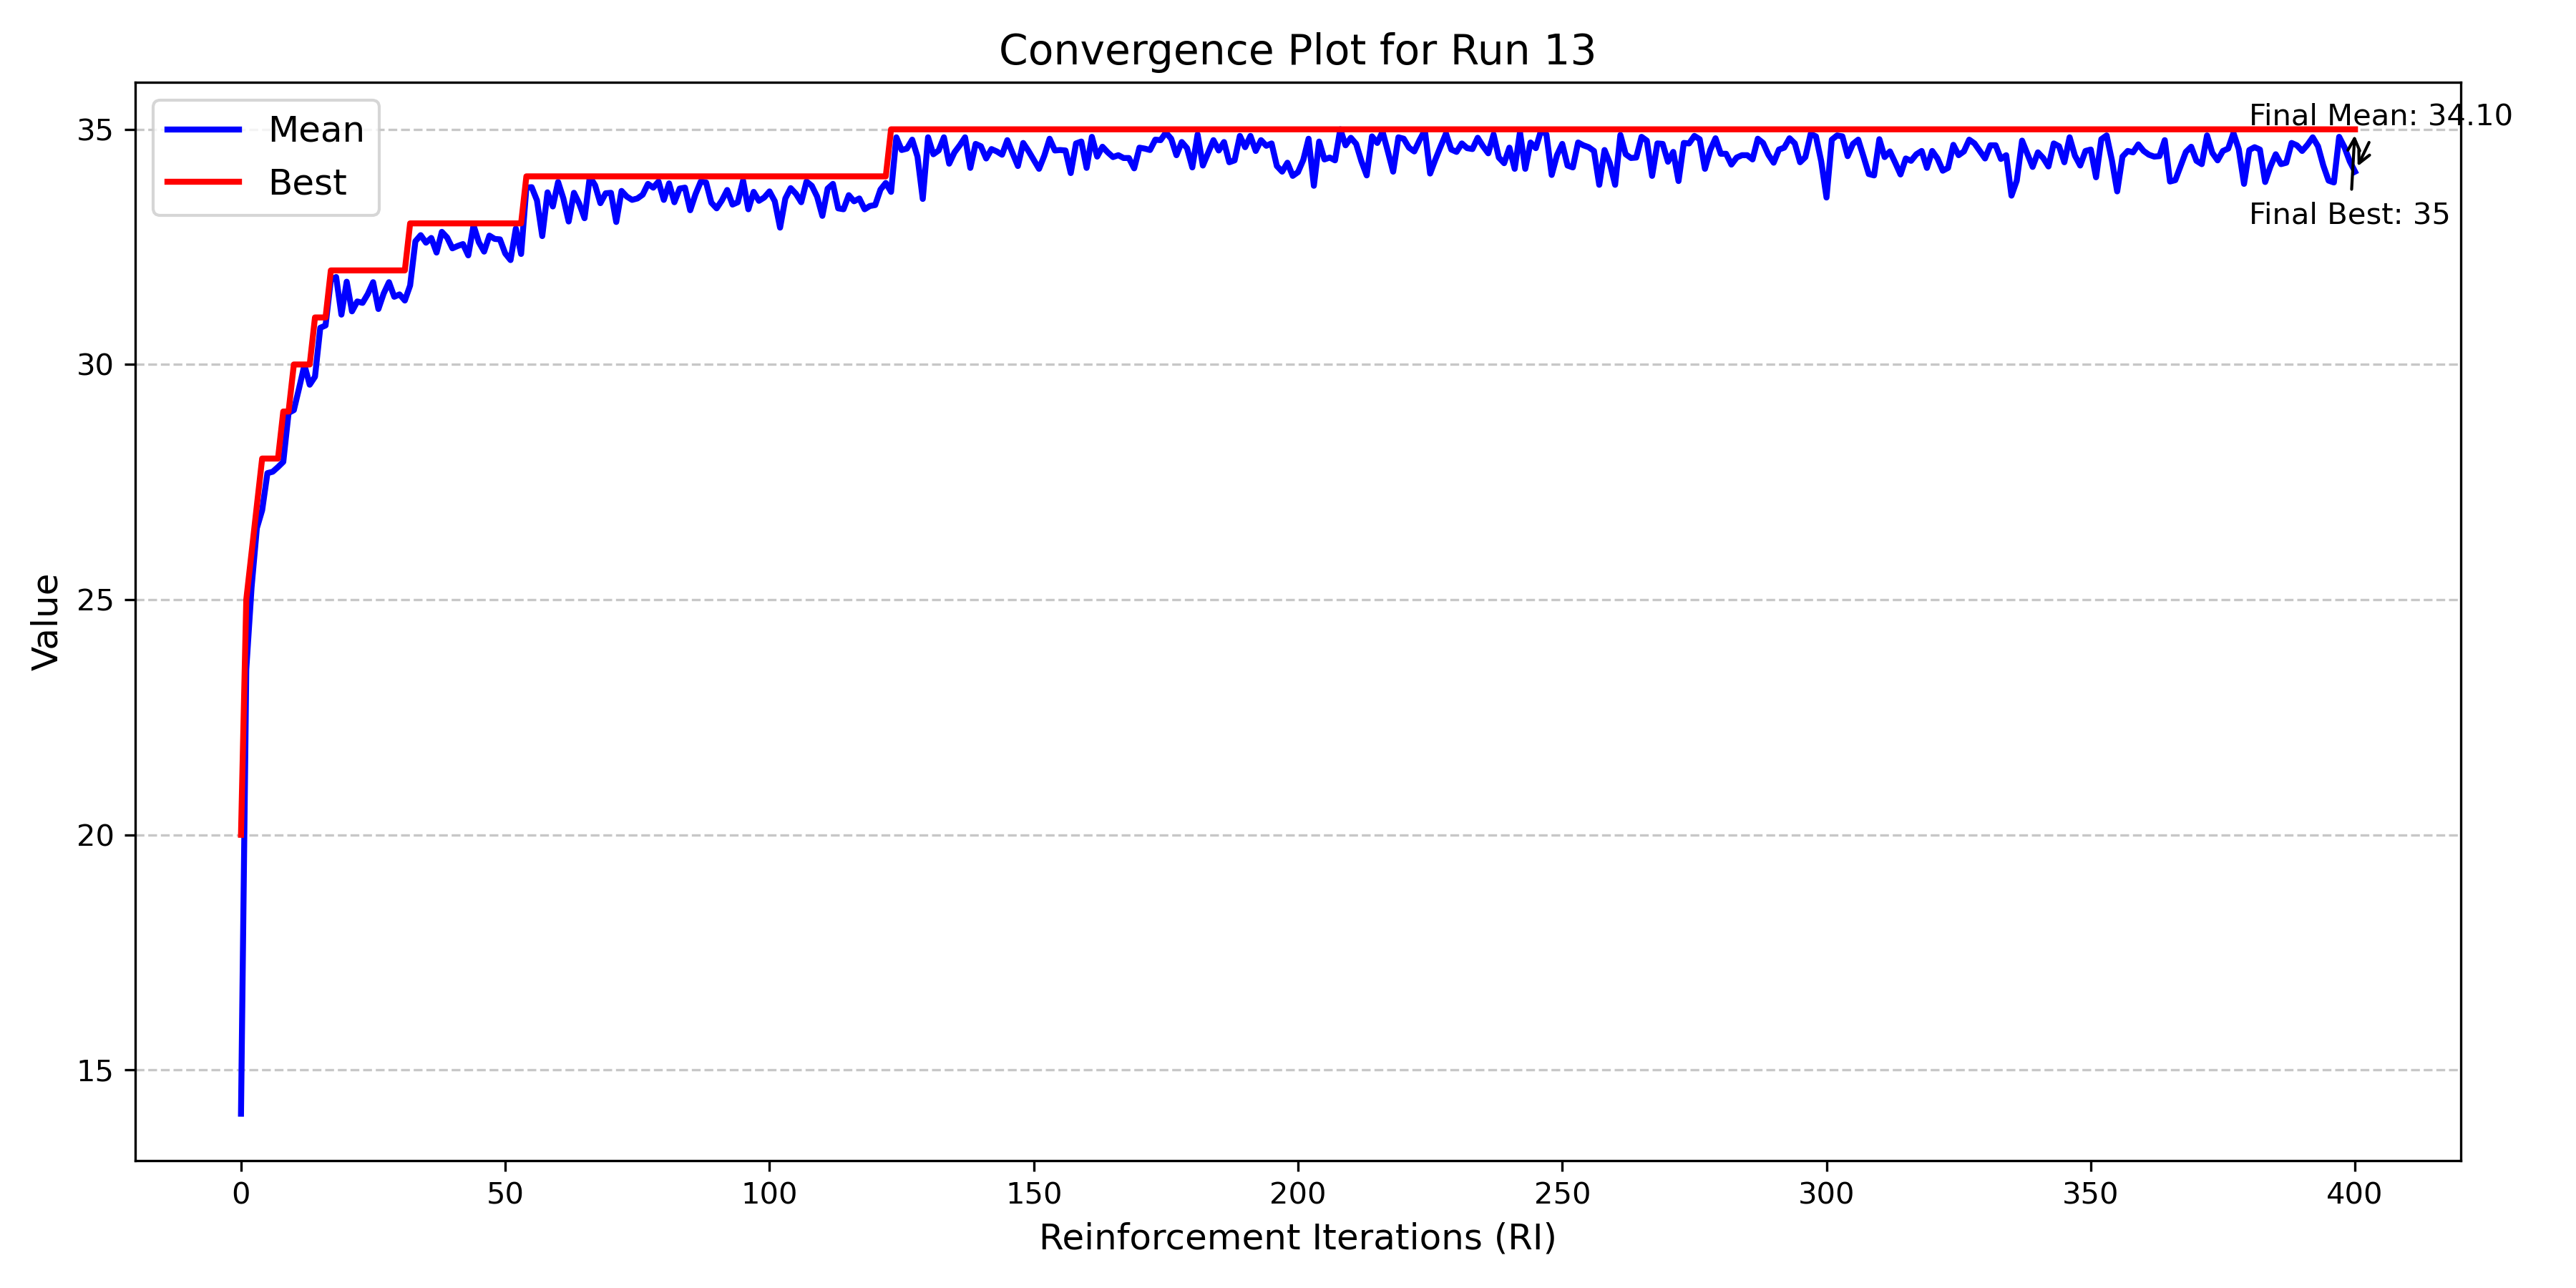 Convergence Plot for Run 13
Mean
Best
Final Mean: 34.10
Final Best: 35
Value
35
30
25
20
15
0 50 100 150 200 250 300 350 400
Reinforcement Iterations (RI)